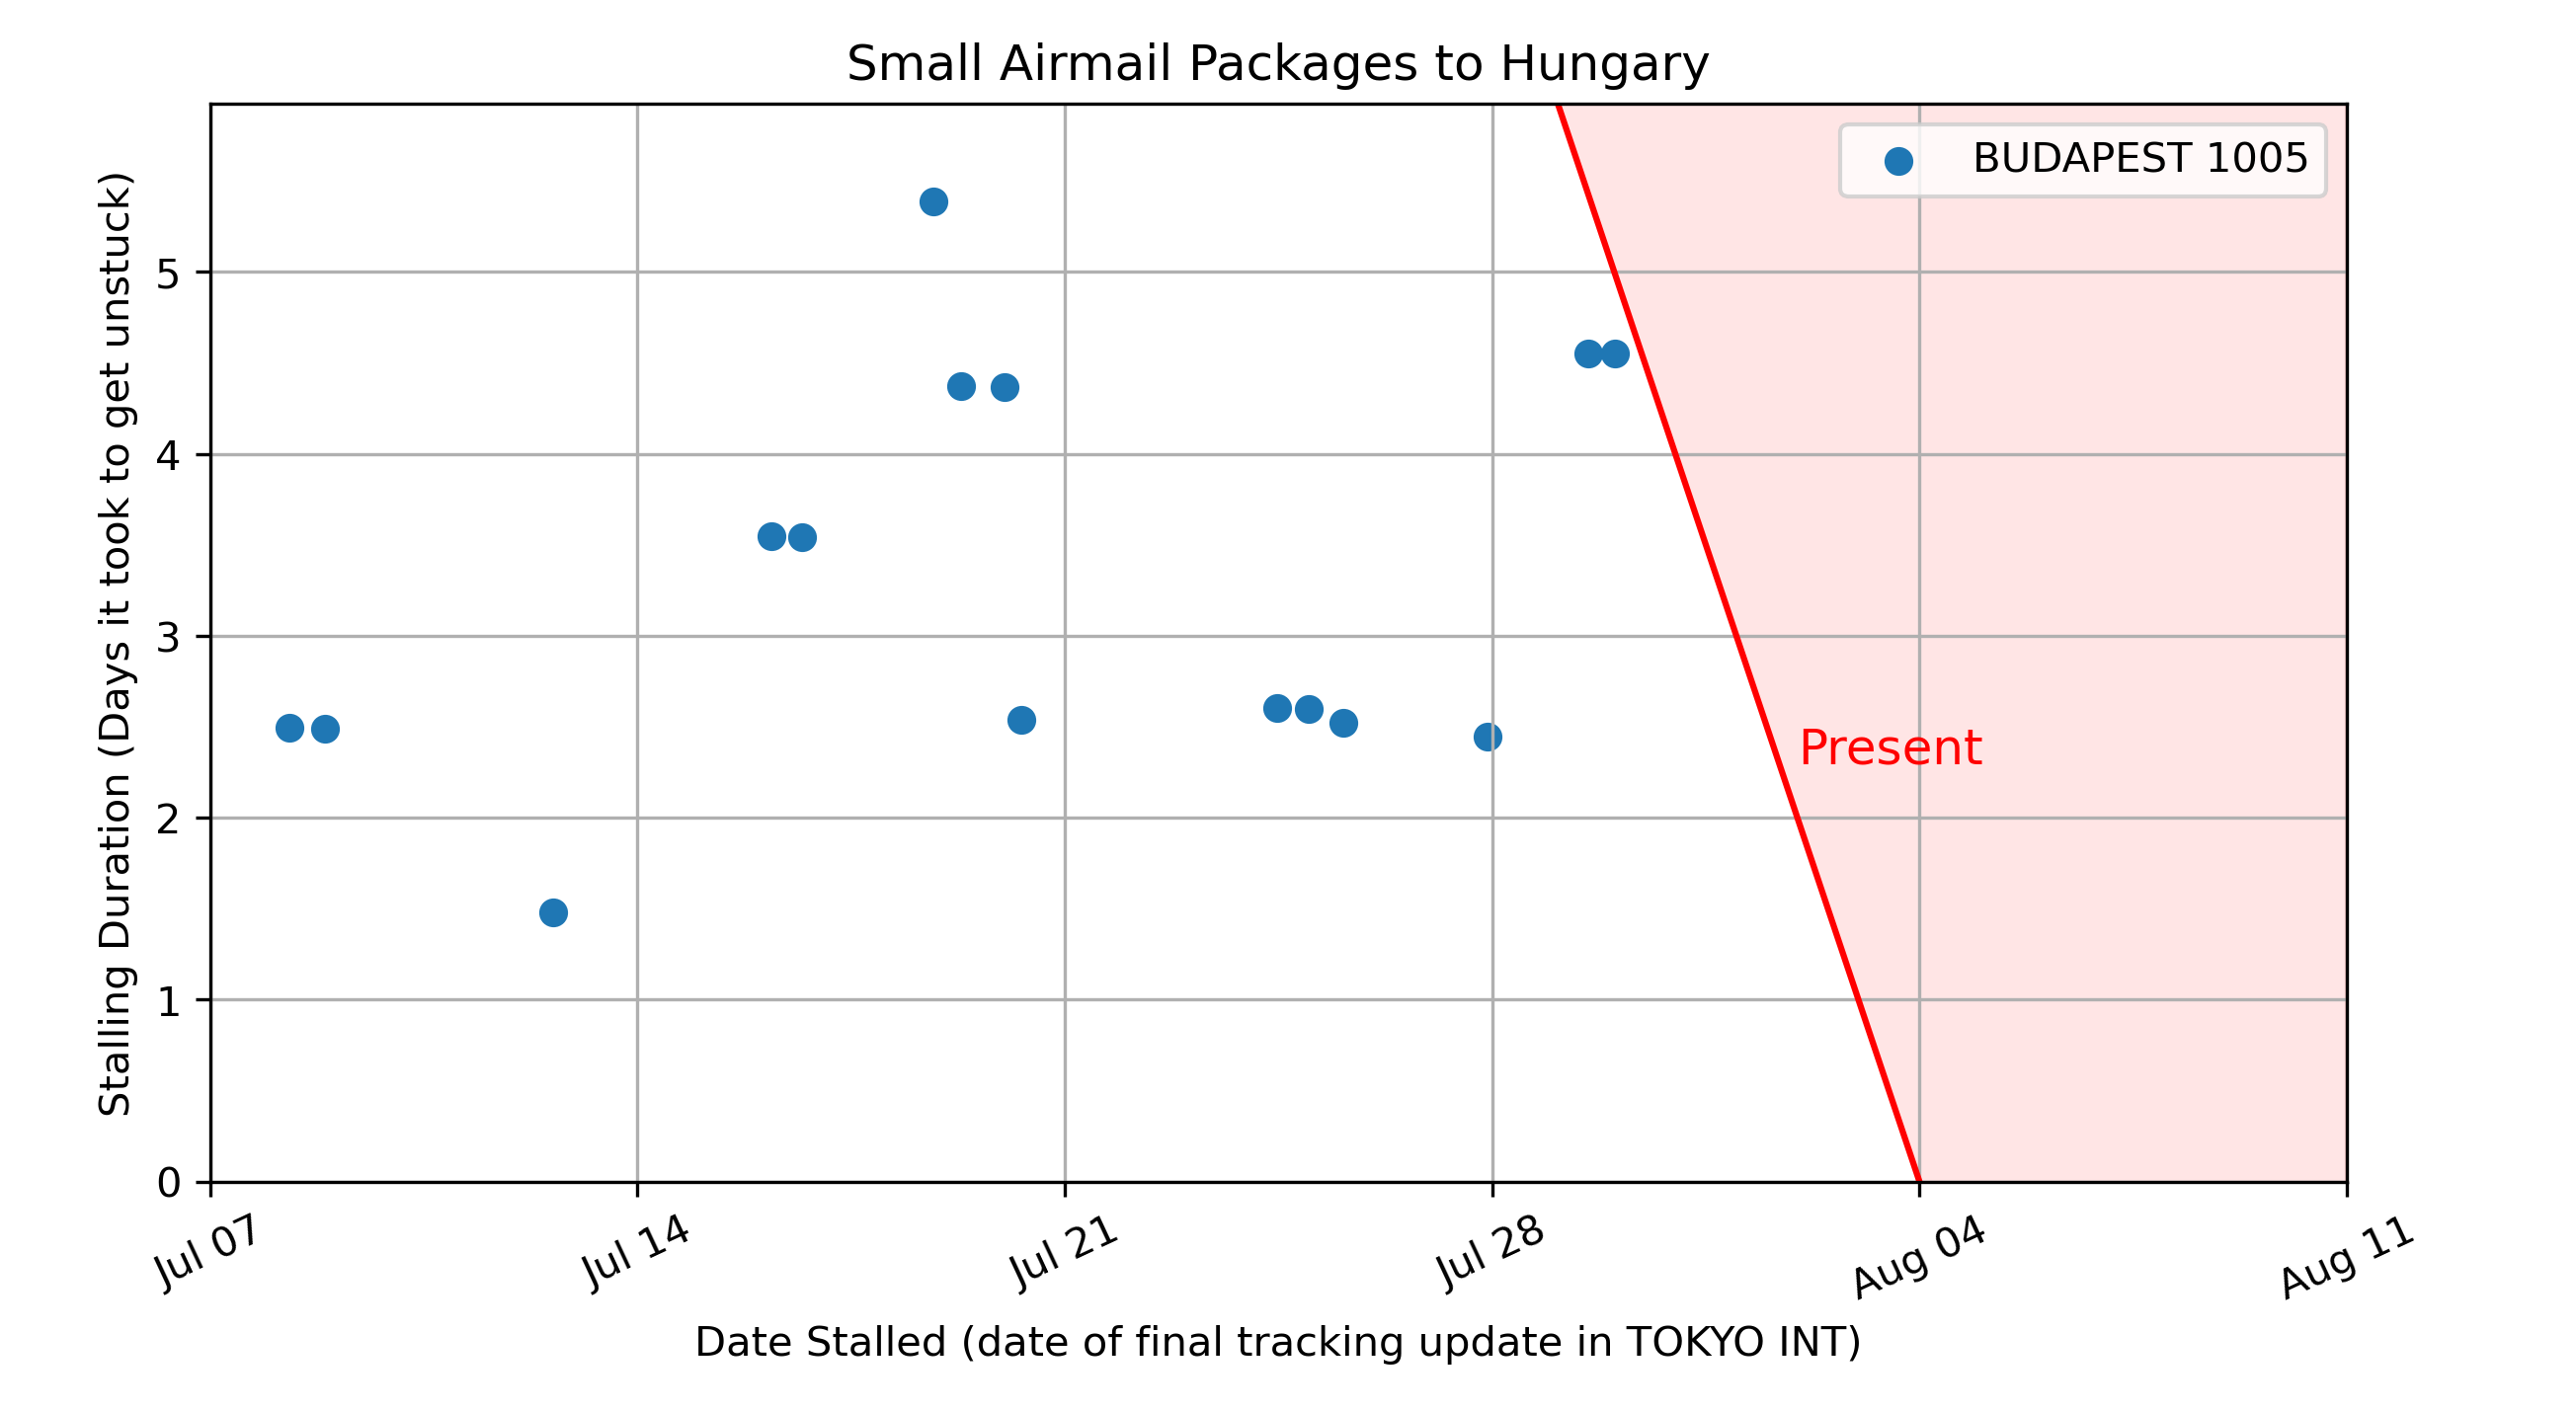 Small Airmail Packages to Hungary
BUDAPEST 1005
Stalling Duration (Days it took to get unstuck)
5
4
3
2
1
0
Present
Jul 07
Jul 14
Jul 21
Jul 28
Aug 04
Aug 11
Date Stalled (date of final tracking update in TOKYO INT)